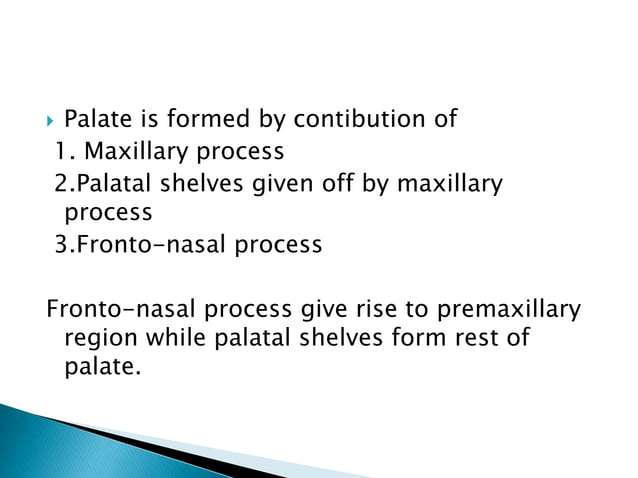 Palate is formed by contibution of
1. Maxillary process
2.Palatal shelves given off by maxillary
process
3.Fronto-nasal process
Fronto-nasal process give rise to premaxillary
region while palatal shelves form rest of
palate.